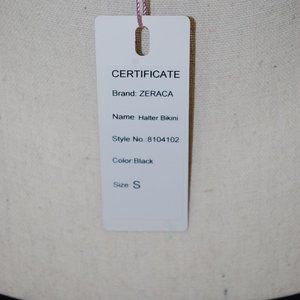 CERTIFICATE
Brand: ZERACA
Name: Halter Bikini
Style No.:8104102
Color:Black
Size: S